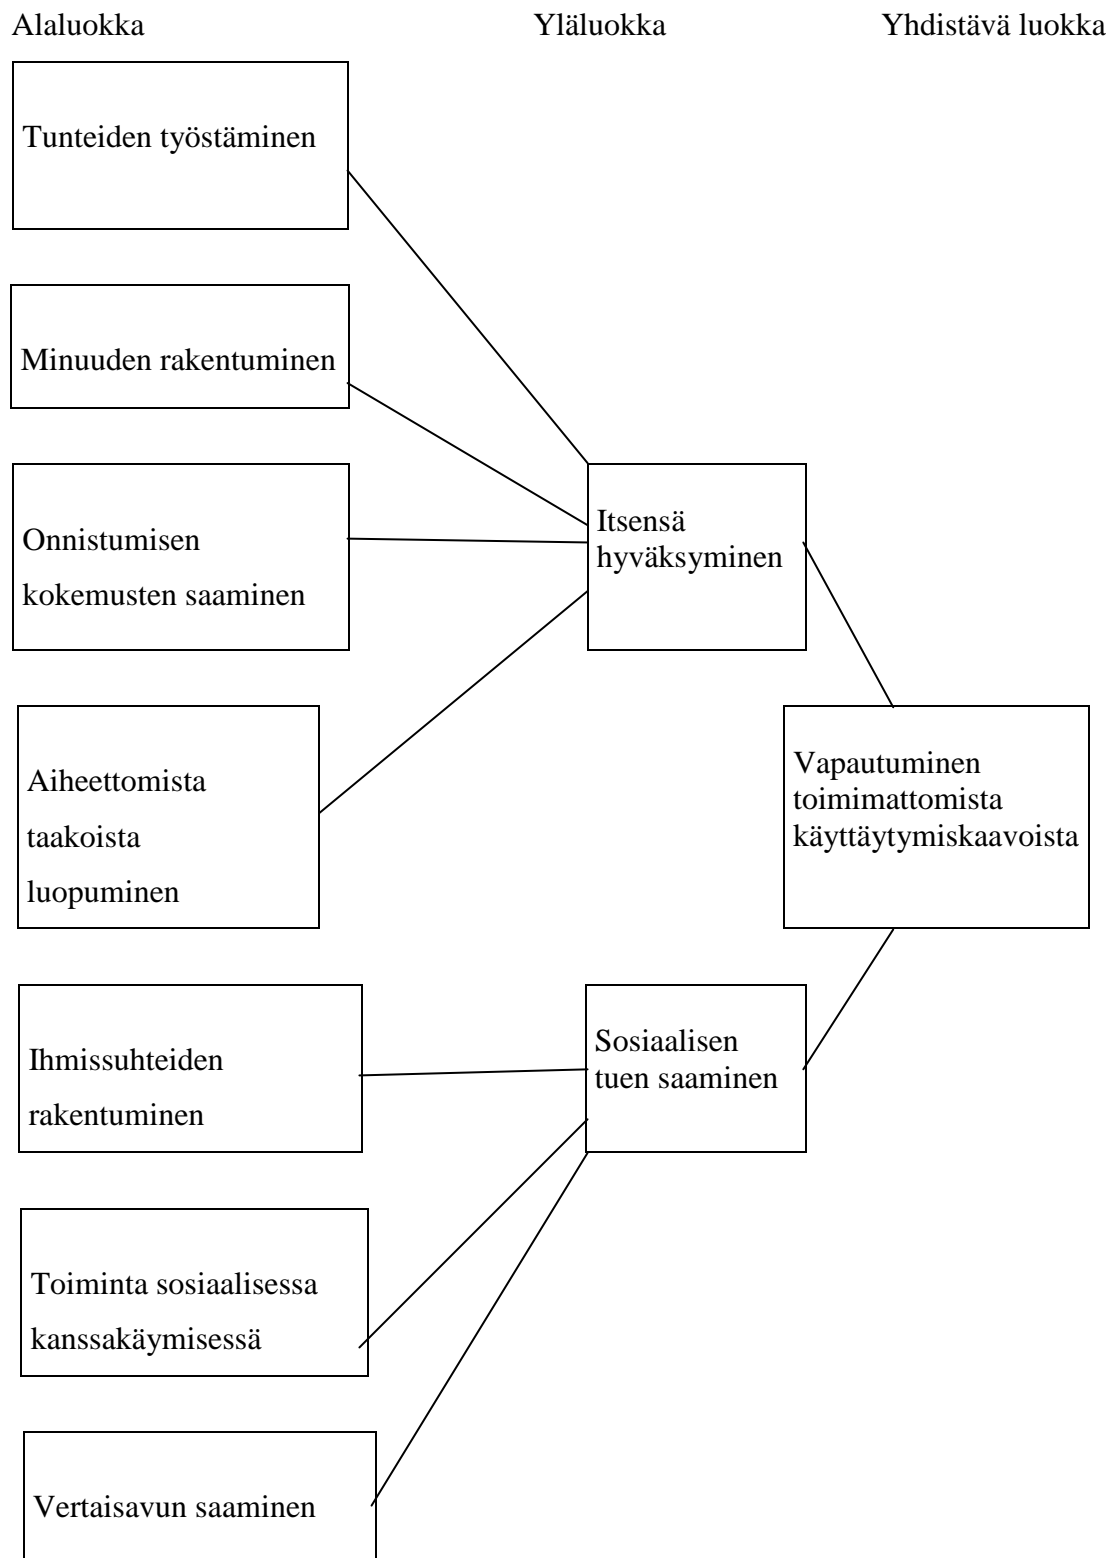 Alaluokka
Yläluokka
Yhdistävä luokka
Tunteiden työstäminen
Minuuden rakentuminen
Onnistumisen
kokemusten saaminen
Itsensä
hyväksyminen
Aiheettomista
taakoista
luopuminen
Vapautuminen
toimimattomista
käyttäytymiskaavoista
Ihmissuhteiden
rakentuminen
Sosiaalisen
tuen saaminen
Toiminta sosiaalisessa
kanssakäymisessä
Vertaisavun saaminen